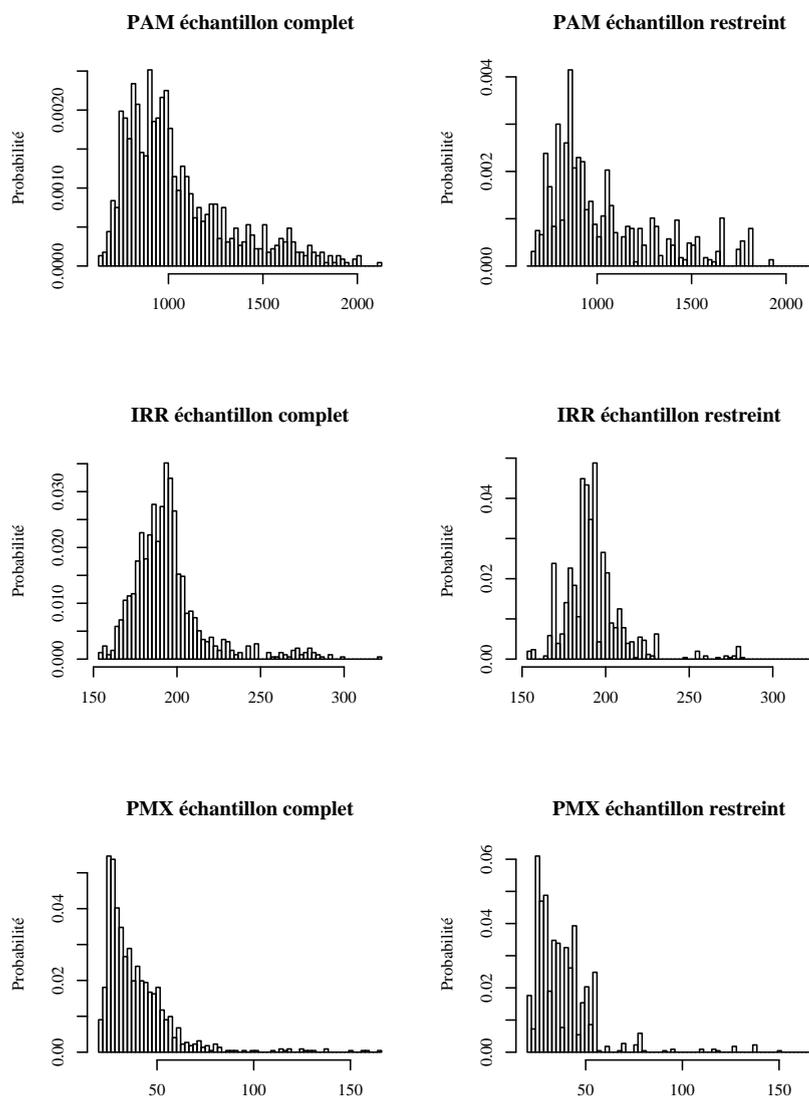 PAM échantillon complet
Probabilité
0.0000 0.0010 0.0020
1000 1500 2000
PAM échantillon restreint
Probabilité
0.000 0.002 0.004
1000 1500 2000
IRR échantillon complet
Probabilité
0.000 0.010 0.020 0.030
150 200 250 300
IRR échantillon restreint
Probabilité
0.00 0.02 0.04
150 200 250 300
PMX échantillon complet
Probabilité
0.00 0.02 0.04
50 100 150
PMX échantillon restreint
Probabilité
0.00 0.02 0.04 0.06
50 100 150